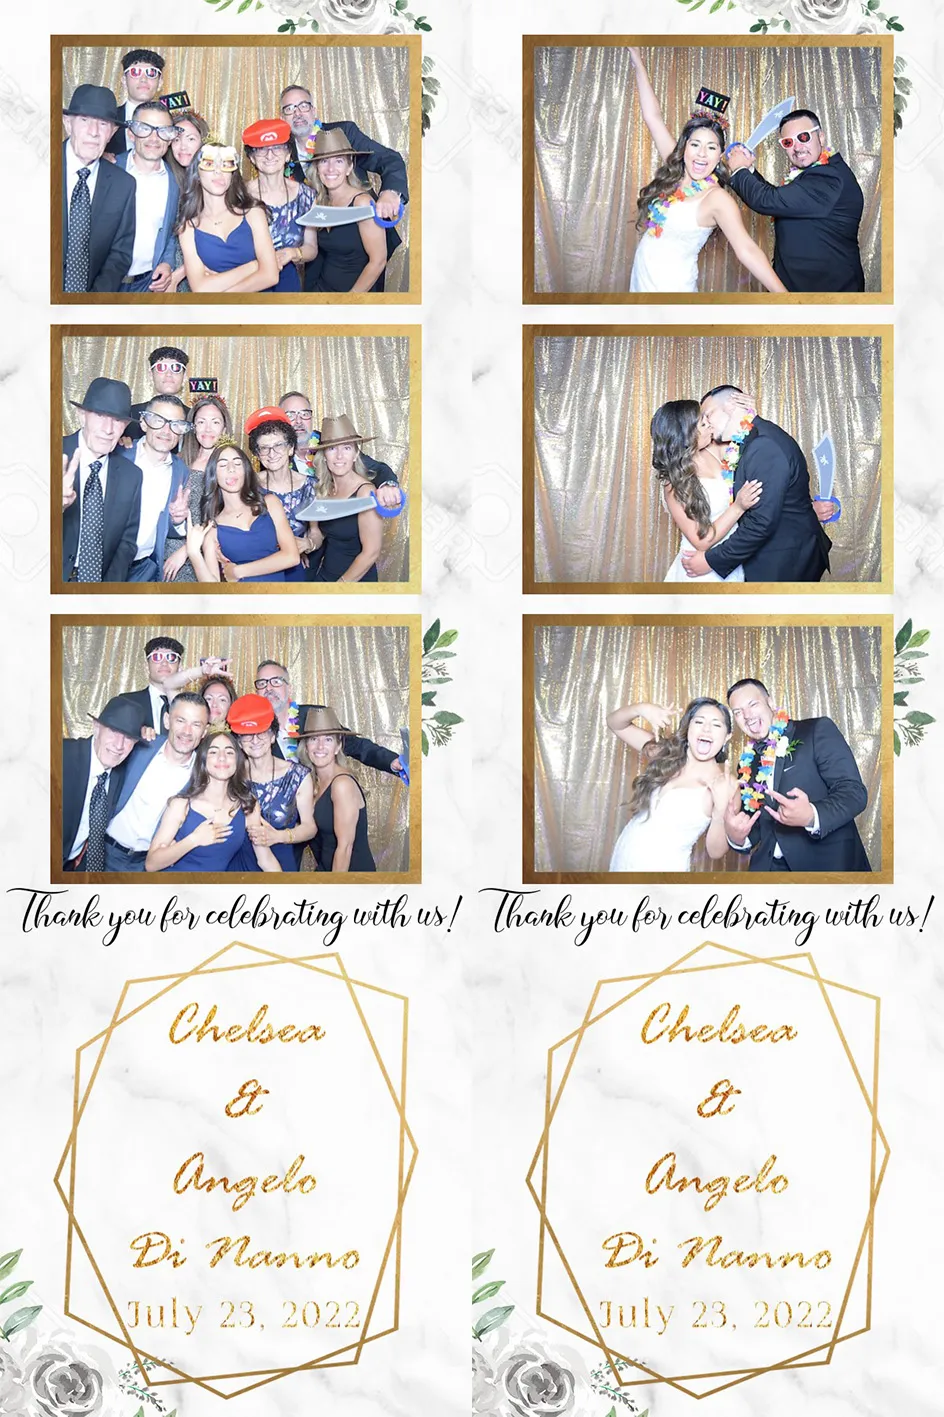 YAY!
YAY!
YAY!
Thank you for celebrating with us!
Chelsea
&
Angelo
Di Nanno
July 23, 2022
Thank you for celebrating with us!
Chelsea
&
Angelo
Di Nanno
July 23, 2022